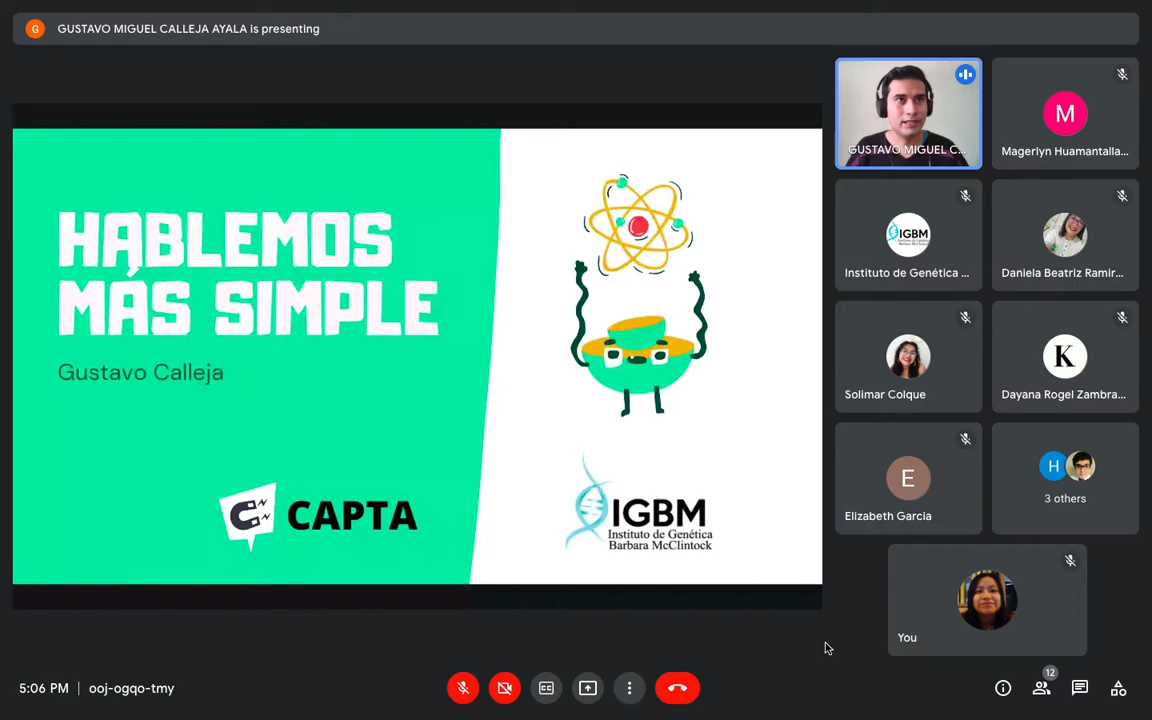 G
GUSTAVO MIGUEL CALLEJA AYALA is presenting
HABLEMOS
MÁS SIMPLE
Gustavo Calleja
CAPTA
IGBM
Instituto de Genética
Barbara McClintock
GUSTAVO MIGUEL C...
M
Magerlyn Huamantalla...
IGBM
Instituto de Genética ...
Daniela Beatriz Ramir...
Solimar Colque
K
Dayana Rogel Zambra...
E
Elizabeth Garcia
H
3 others
You
5:06 PM | ooj-ogqo-tmy
CC
12